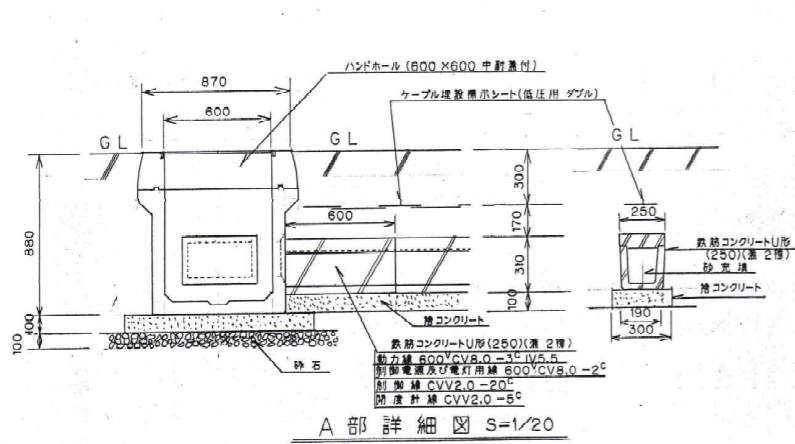 ハンドホール (600×600 中耐蓋付)
870
ケーブル埋設標示シート(低圧用 ダブル)
600
GL
GL
GL
300
250
170
600
880
310
鉄筋コンクリートU形
(250)(蓋 2種)
砂充填
捨コンクリート
100
190
300
捨コンクリート
100
100
砕石
鉄筋コンクリートU形(250)(蓋 2種)
動力線 600VCV8.0-3C IV5.5
制御電源及び電灯用線 600VCV8.0-2C
制御線 CVV2.0-20C
開度計線 CVV2.0-5C
A部詳細図 S=1/20